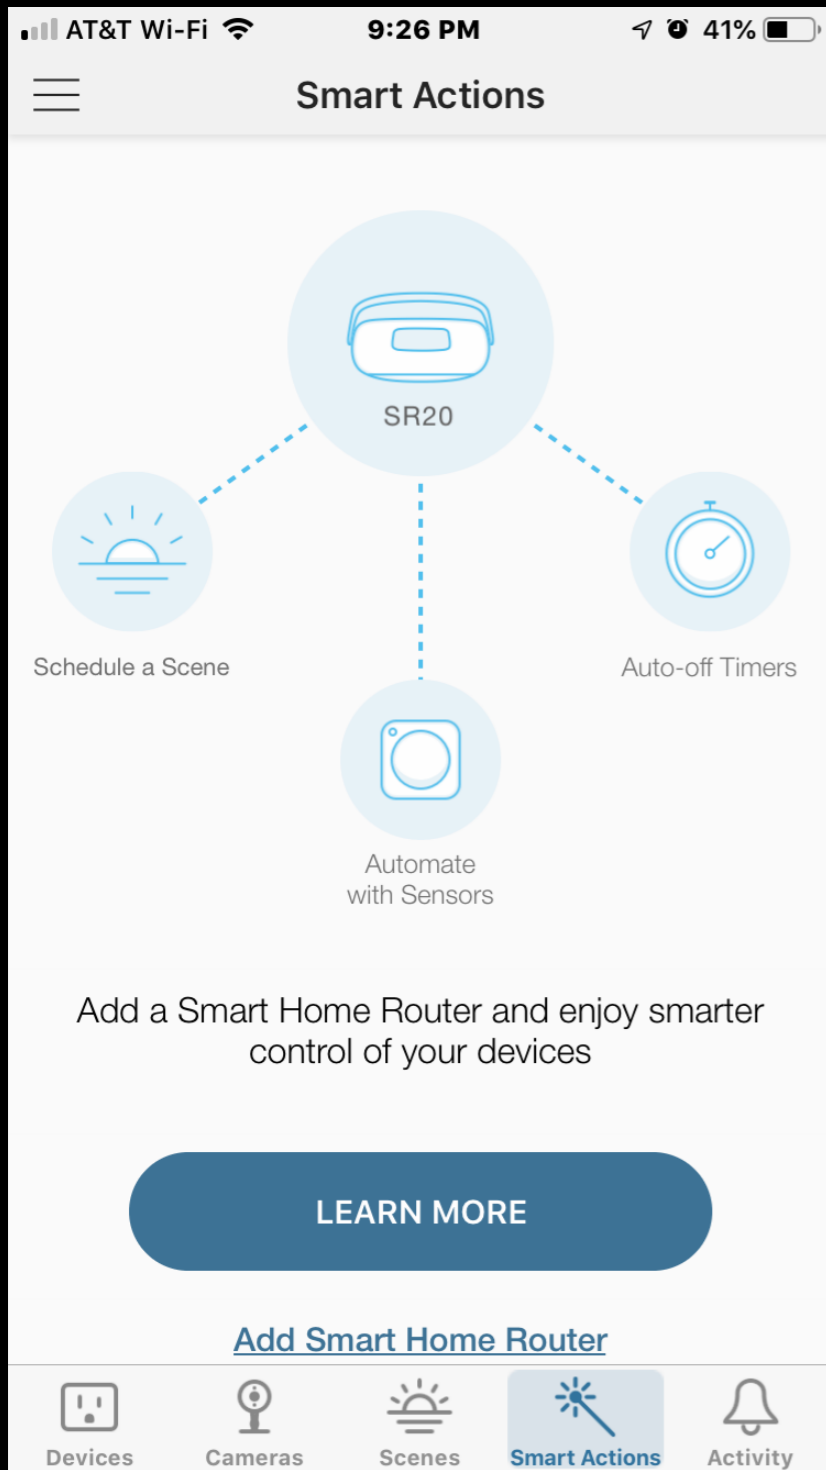 AT&T Wi-Fi 9:26 PM 41%
Smart Actions
SR20
Schedule a Scene
Auto-off Timers
Automate
with Sensors
Add a Smart Home Router and enjoy smarter
control of your devices
LEARN MORE
Add Smart Home Router
Devices Cameras Scenes Smart Actions Activity